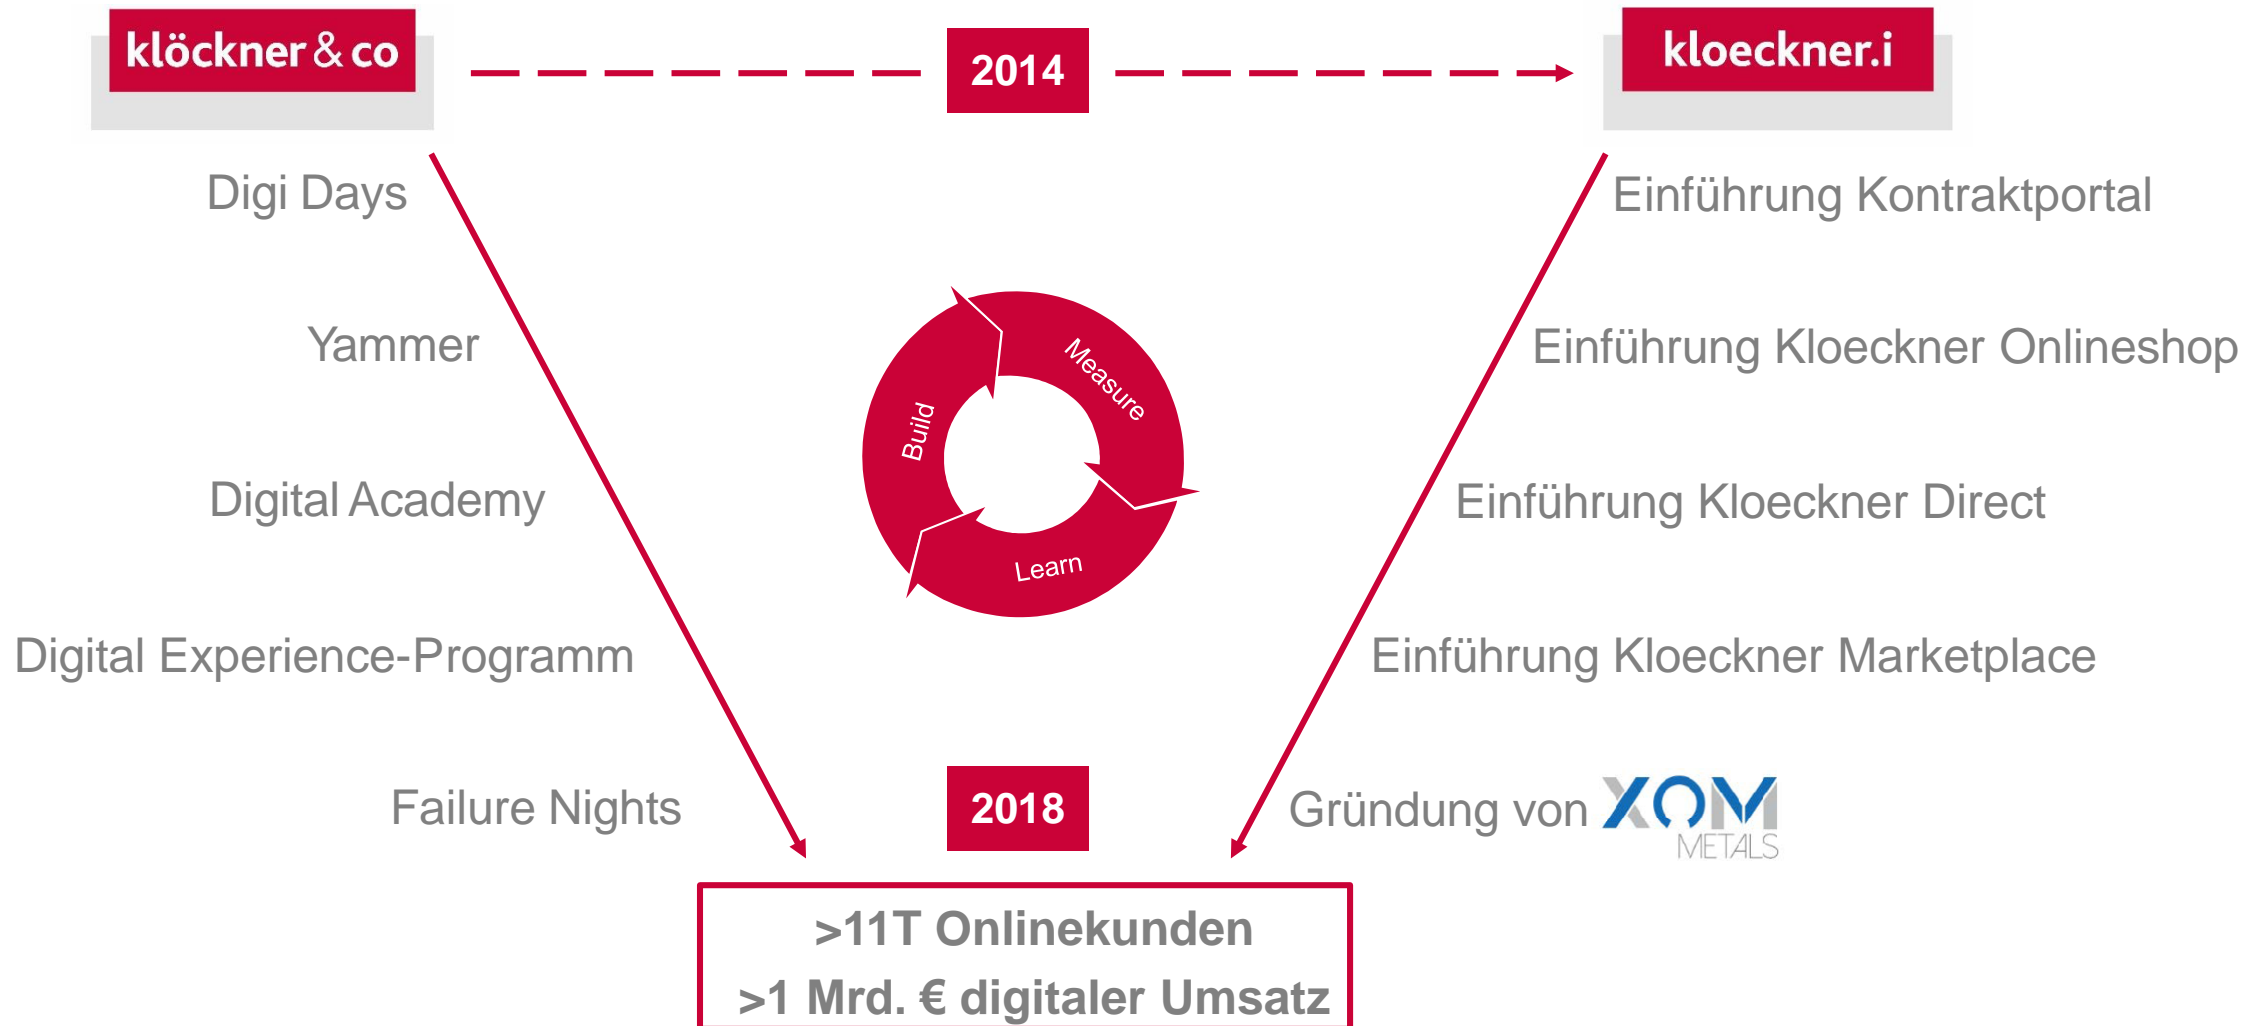 klöckner & co
2014
kloeckner.i
Digi Days
Einführung Kontraktportal
Yammer
Einführung Kloeckner Onlineshop
Measure
Build
Learn
Digital Academy
Einführung Kloeckner Direct
Digital Experience-Programm
Einführung Kloeckner Marketplace
Failure Nights
2018
Gründung von XOM
METALS
>11T Onlinekunden
>1 Mrd. € digitaler Umsatz